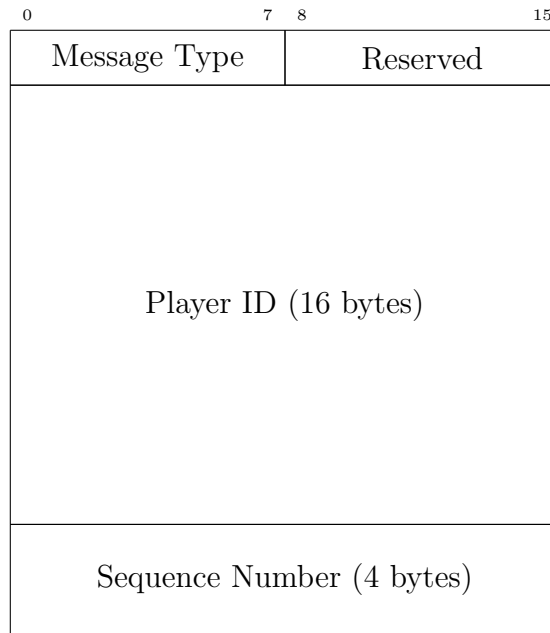 0 7 8 15
Message Type Reserved
Player ID (16 bytes)
Sequence Number (4 bytes)